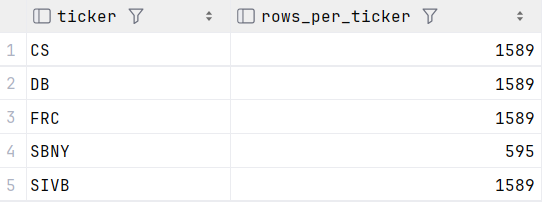 ticker rows_per_ticker
1 CS 1589
2 DB 1589
3 FRC 1589
4 SBNY 595
5 SIVB 1589